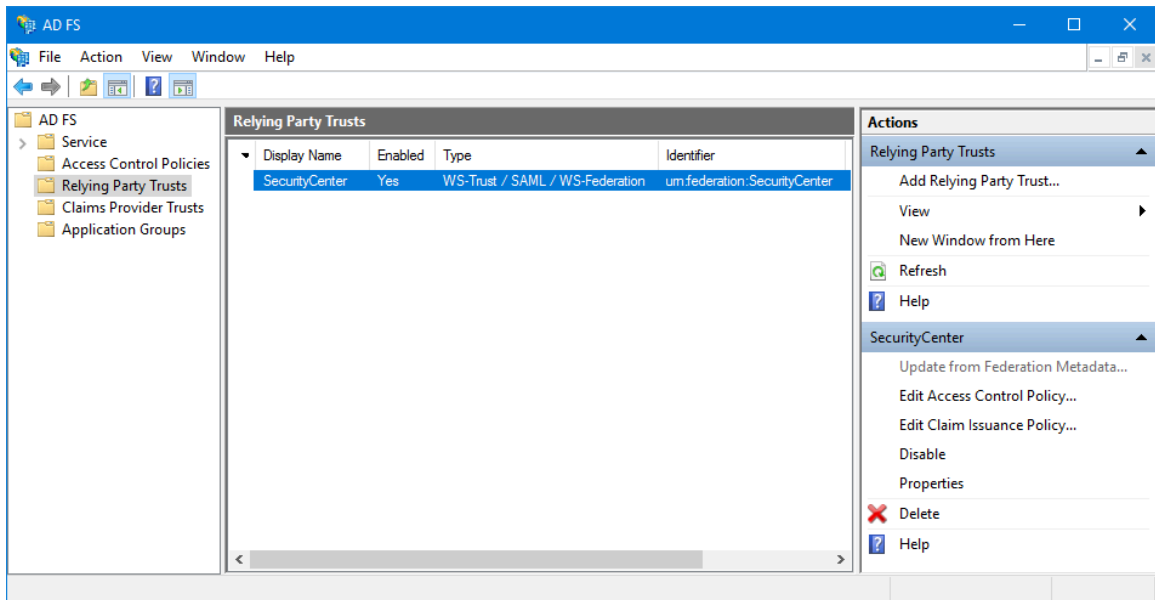 AD FS
File Action View Window Help
AD FS
Service
Access Control Policies
Relying Party Trusts
Claims Provider Trusts
Application Groups
Relying Party Trusts
Display Name Enabled Type Identifier
SecurityCenter Yes WS-Trust / SAML / WS-Federation urn:federation:SecurityCenter
Actions
Relying Party Trusts
Add Relying Party Trust...
View
New Window from Here
Refresh
Help
SecurityCenter
Update from Federation Metadata...
Edit Access Control Policy...
Edit Claim Issuance Policy...
Disable
Properties
Delete
Help